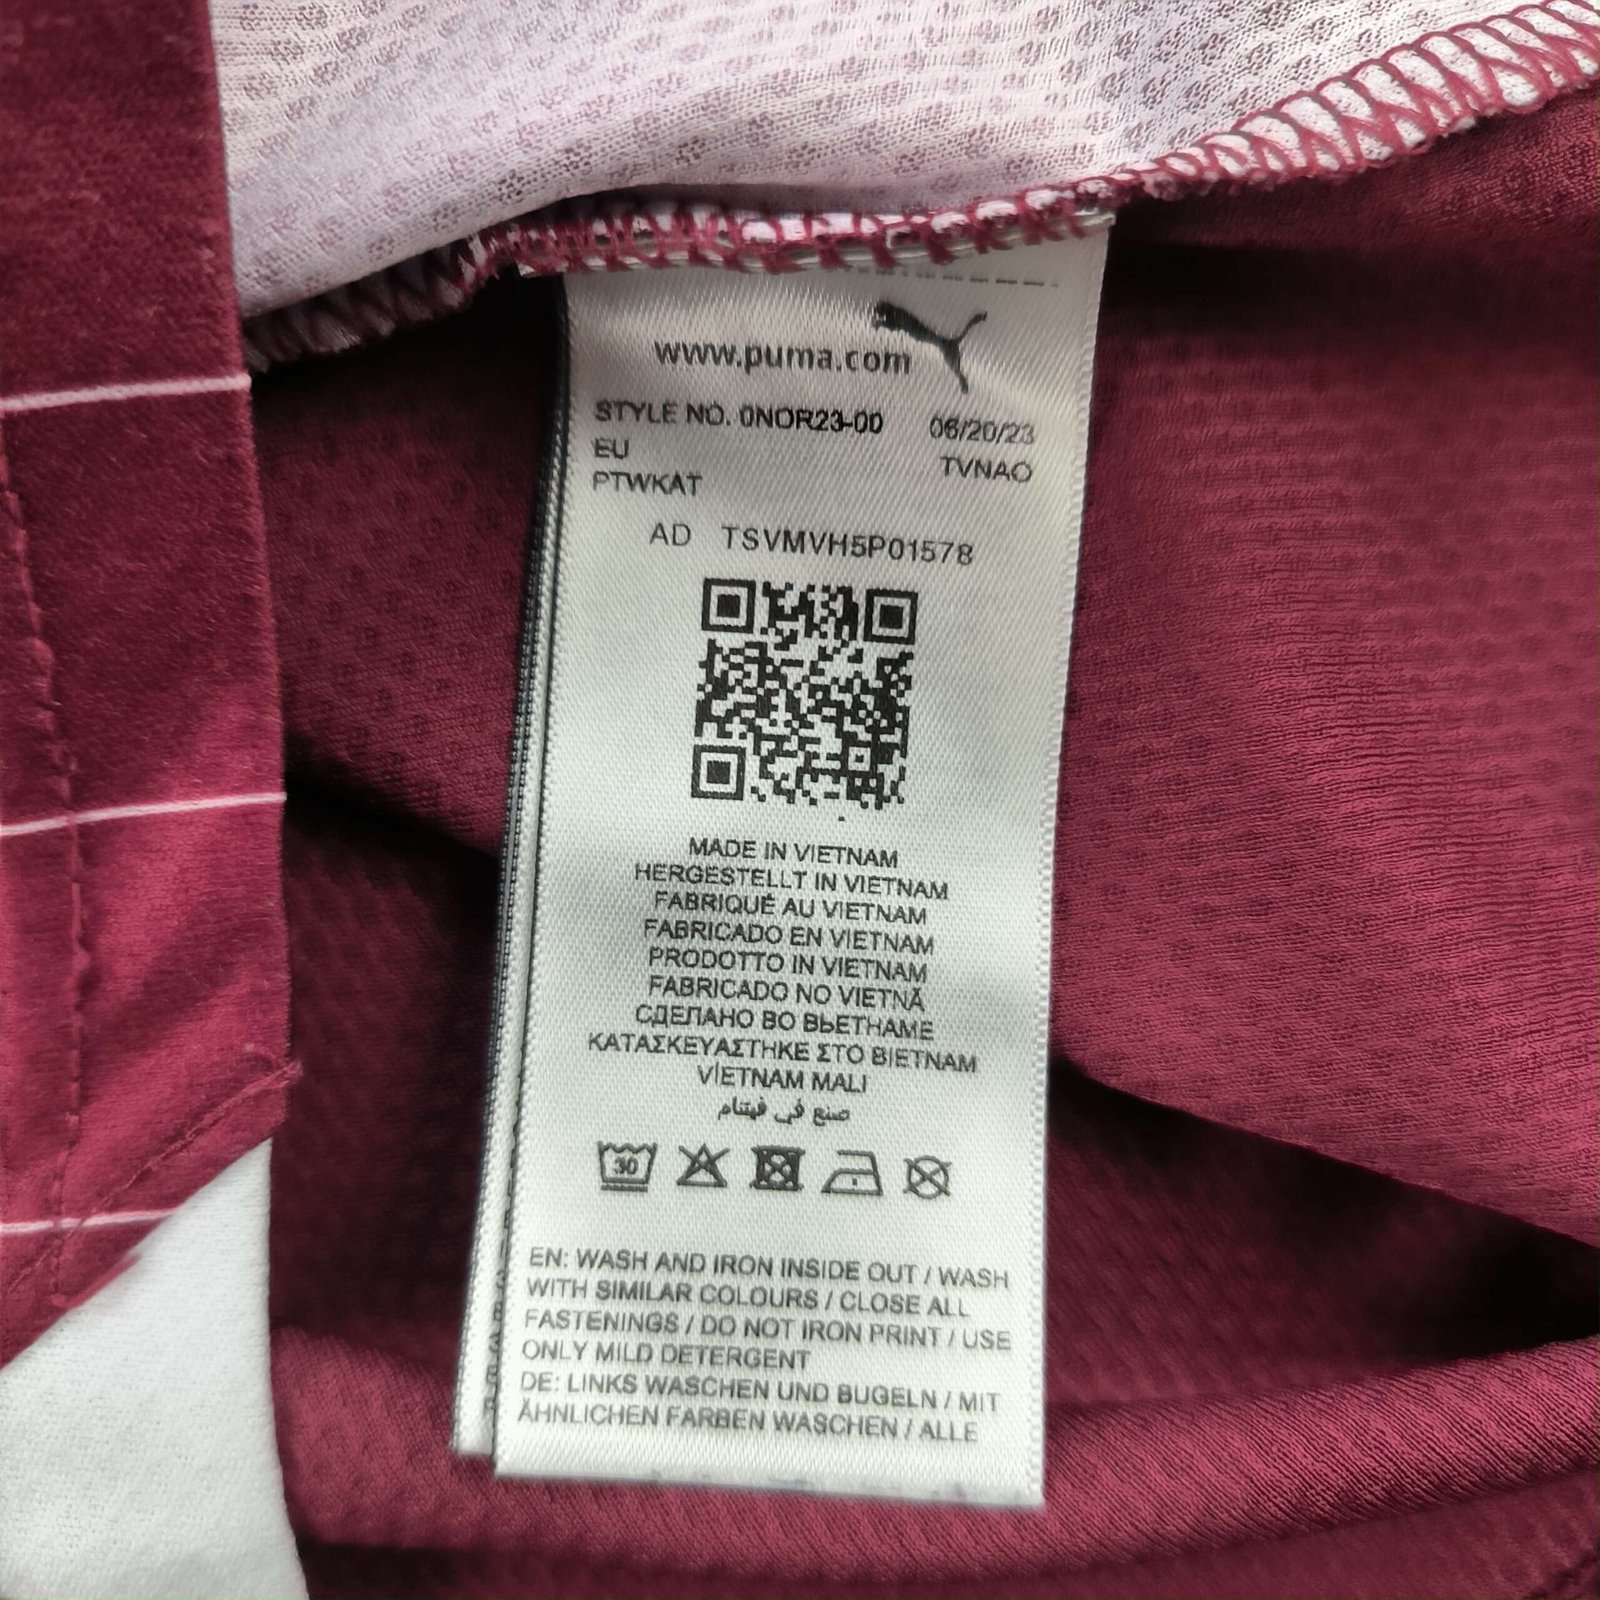 www.puma.com
STYLE NO. 0NOR23-00 06/20/23
EU TVNAO
PTWKAT
AD TSVMVH5P01578
MADE IN VIETNAM
HERGESTELLT IN VIETNAM
FABRIQUÉ AU VIETNAM
FABRICADO EN VIETNAM
PRODOTTO IN VIETNAM
FABRICADO NO VIETNÃ
СДЕЛАНО ВО ВЬЕТНАМЕ
ΚΑΤΑΣΚΕΥΑΣΤΗΚΕ ΣΤΟ ΒΙΕΤΝΑΜ
VİETNAM MALI
صنع في فيتنام
30
EN: WASH AND IRON INSIDE OUT / WASH
WITH SIMILAR COLOURS / CLOSE ALL
FASTENINGS / DO NOT IRON PRINT / USE
ONLY MILD DETERGENT
DE: LINKS WASCHEN UND BÜGELN / MIT
ÄHNLICHEN FARBEN WASCHEN / ALLE